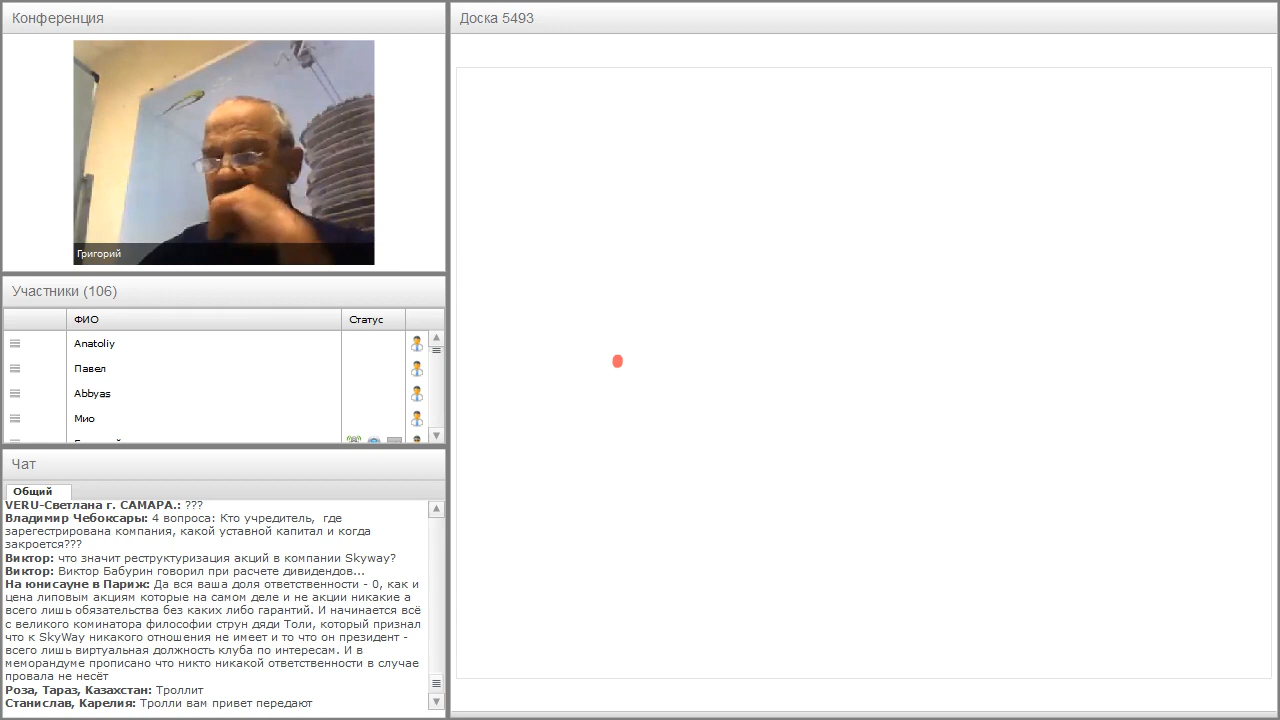 Конференция
Доска 5493
Григорий
Участники (106)
ФИО
Статус
Anatoliy
Павел
Abbyas
Мио
Чат
Общий
VERU-Светлана г. САМАРА.: ???
Владимир Чебоксары: 4 вопроса: Кто учредитель, где
зарегестрирована компания, какой уставной капитал и когда
закроется???
Виктор: что значит реструктуризация акций в компании Skyway?
Виктор: Виктор Бабурин говорил при расчете дивидендов...
На юнисауне в Париж: Да вся ваша доля ответственности - 0, как и
цена липовым акциям которые на самом деле и не акции никакие а
всего лишь обязательства без каких либо гарантий. И начинается всё
с великого коминатора философии струн дяди Толи, который признал
что к SkyWay никакого отношения не имеет и то что он президент -
всего лишь виртуальная должность клуба по интересам. И в
меморандуме прописано что никто никакой ответственности в случае
провала не несёт
Роза, Тараз, Казахстан: Троллит
Станислав, Карелия: Тролли вам привет передают